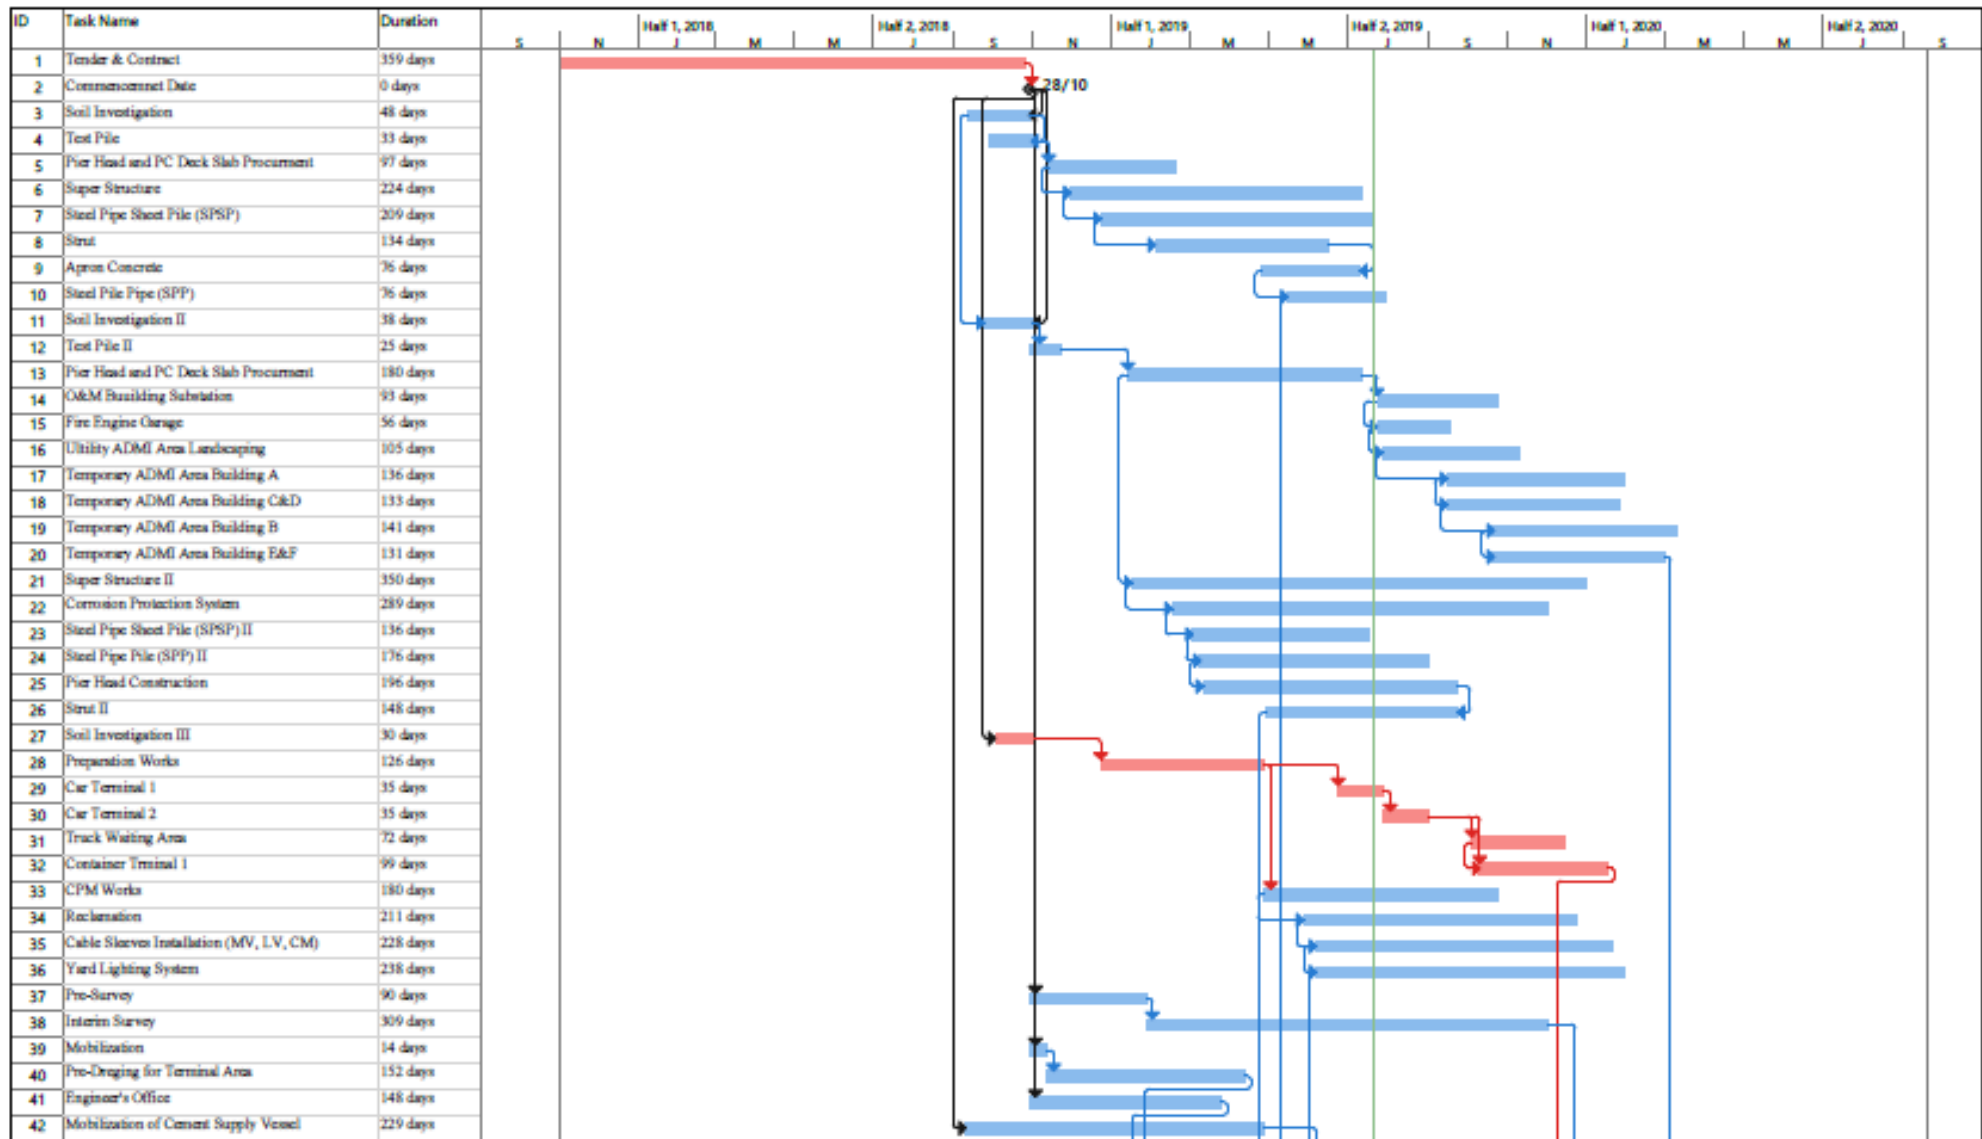 ID Task Name Duration Half 1, 2018 Half 2, 2018 Half 1, 2019 Half 2, 2019 Half 1, 2020 Half 2, 2020
S N J M M J S N J M M J S N J M M J S
1 Tender & Contract 359 days
2 Commencemnet Date 0 days 28/10
3 Soil Investigation 48 days
4 Test Pile 33 days
5 Pier Head and PC Deck Slab Procurment 97 days
6 Super Structure 224 days
7 Steel Pipe Sheet Pile (SPSP) 209 days
8 Strut 134 days
9 Apron Concrete 76 days
10 Steel Pile Pipe (SPP) 76 days
11 Soil Investigation II 38 days
12 Test Pile II 25 days
13 Pier Head and PC Deck Slab Procurment 180 days
14 O&M Buuilding Substation 93 days
15 Fire Engine Garage 56 days
16 Ultility ADMI Area Landscaping 105 days
17 Temporary ADMI Area Building A 136 days
18 Temporary ADMI Area Building C&D 133 days
19 Temporary ADMI Area Building B 141 days
20 Temporary ADMI Area Building E&F 131 days
21 Super Structure II 350 days
22 Corrosion Protection System 289 days
23 Steel Pipe Sheet Pile (SPSP) II 136 days
24 Steel Pipe Pile (SPP) II 176 days
25 Pier Head Construction 196 days
26 Strut II 148 days
27 Soil Investigation III 30 days
28 Preparation Works 126 days
29 Car Terminal 1 35 days
30 Car Terminal 2 35 days
31 Truck Waiting Area 72 days
32 Container Trminal 1 99 days
33 CPM Works 180 days
34 Reclamation 211 days
35 Cable Sleeves Installation (MV, LV, CM) 228 days
36 Yard Lighting System 238 days
37 Pre-Survey 90 days
38 Interim Survey 309 days
39 Mobilization 14 days
40 Pre-Dreging for Terminal Area 152 days
41 Engineer's Office 148 days
42 Mobilization of Cement Supply Vessel 229 days